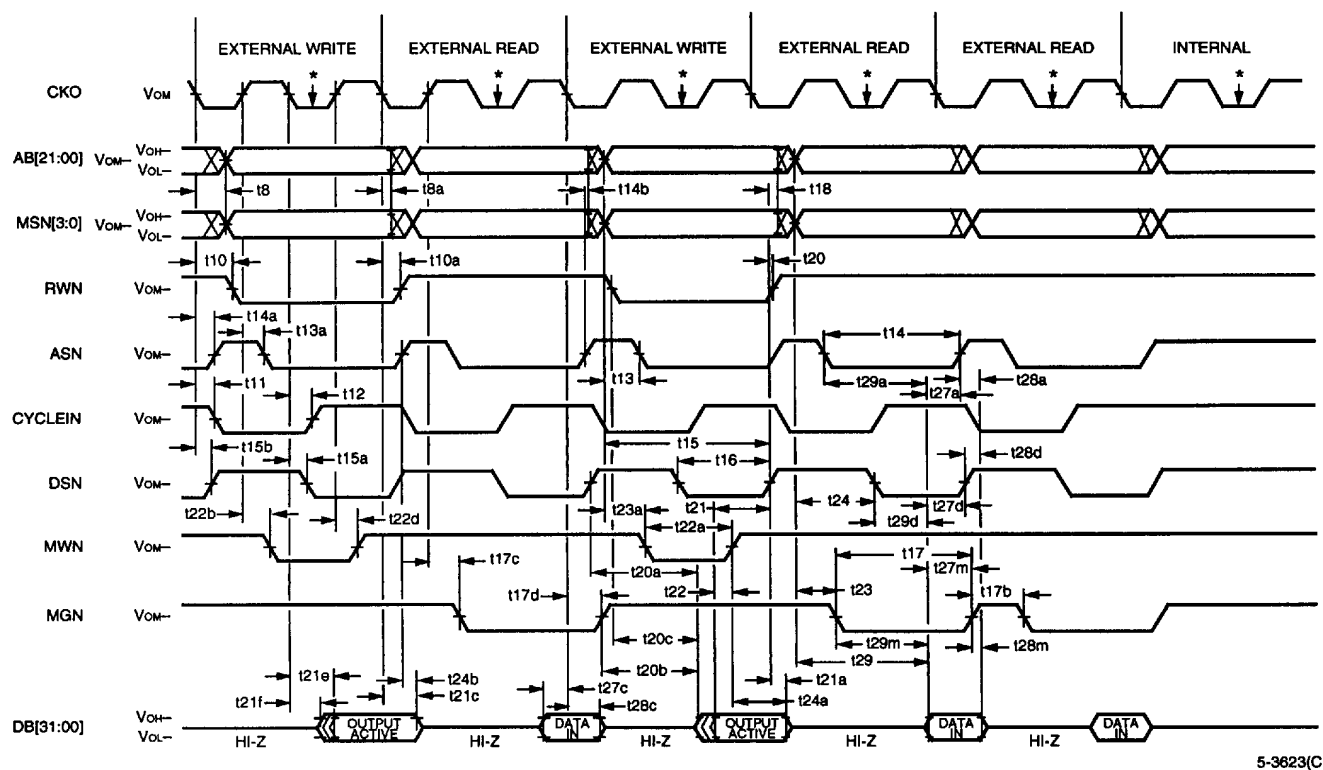 EXTERNAL WRITE EXTERNAL READ EXTERNAL WRITE EXTERNAL READ EXTERNAL READ INTERNAL
* * * * * *
CKO VOM
AB[21:00] VOM– VOH– VOL–
t8 t8a t14b t18
MSN[3:0] VOM– VOH– VOL–
t10 t10a t20
RWN VOM–
t14a t13a t14
ASN VOM–
t11 t12 t13 t29a t27a t28a
CYCLEIN VOM–
t15b t15a t15 t16 t28d
DSN VOM–
t22b t22d t23a t21 t22a t24 t29d t27d
MWN VOM–
t17c t20a t17 t27m
t17d t22 t23 t17b
MGN VOM–
t20c t29m t28m
t21e t24b t20b t29 t21a
t21f t21c t27c t28c t24a
DB[31:00] VOH– VOL– HI-Z OUTPUT ACTIVE HI-Z DATA IN HI-Z OUTPUT ACTIVE HI-Z DATA IN HI-Z DATA IN
5-3623(C